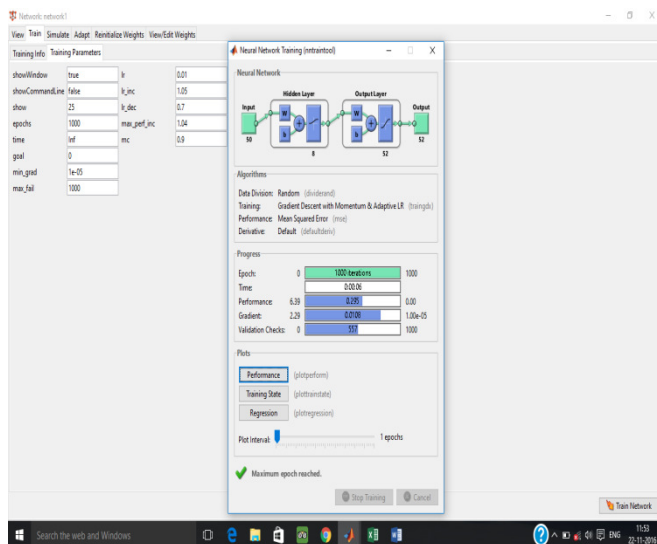 Network: network1
View Train Simulate Adapt Reinitialize Weights View/Edit Weights
Training Info Training Parameters
showWindow true lr 0.01
showCommandLine false lr_inc 1.05
show 25 lr_dec 0.7
epochs 1000 max_perf_inc 1.04
time Inf mc 0.9
goal 0
min_grad 1e-05
max_fail 1000
Train Network
Neural Network Training (nntraintool)
Neural Network
Hidden Layer Output Layer
Input W b W b Output
50 8 52 52
Algorithms
Data Division: Random (dividerand)
Training: Gradient Descent with Momentum & Adaptive LR (traingdx)
Performance: Mean Squared Error (mse)
Derivative: Default (defaultderiv)
Progress
Epoch: 0 1000 iterations 1000
Time: 0:00:06
Performance: 6.39 0.295 0.00
Gradient: 2.29 0.0108 1.00e-05
Validation Checks: 0 557 1000
Plots
Performance (plotperform)
Training State (plottrainstate)
Regression (plotregression)
Plot Interval: 1 epochs
Maximum epoch reached.
Stop Training Cancel
Search the web and Windows
ENG 11:53
22-11-2016